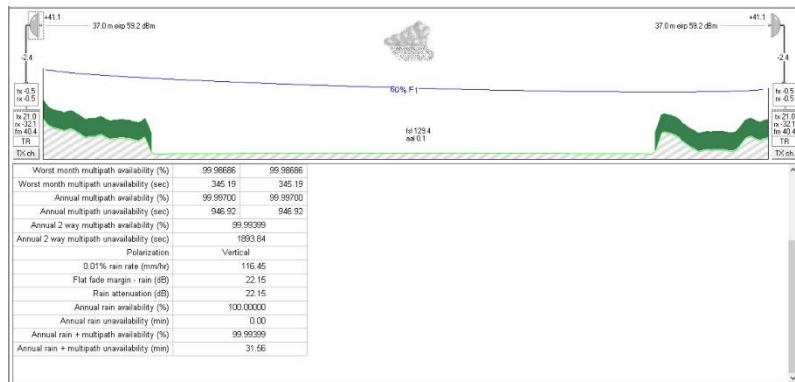 +41.1
37.0 m eirp 59.2 dBm
37.0 m eirp 59.2 dBm
+41.1
-2.4
-2.4
60% F1
tx -0.5
rx -0.5
tx -0.5
rx -0.5
tx 21.0
rx -32.1
fm 40.4
fsl 129.4
aal 0.1
tx 21.0
rx -32.1
fm 40.4
TR
TR
TX ch.
TX ch.
Worst month multipath availability (%) 99.98686 99.98686
Worst month multipath unavailability (sec) 345.19 345.19
Annual multipath availability (%) 99.99700 99.99700
Annual multipath unavailability (sec) 946.92 946.92
Annual 2 way multipath availability (%) 99.99399
Annual 2 way multipath unavailability (sec) 1893.84
Polarization Vertical
0.01% rain rate (mm/hr) 116.45
Flat fade margin - rain (dB) 22.15
Rain attenuation (dB) 22.15
Annual rain availability (%) 100.00000
Annual rain unavailability (min) 0.00
Annual rain + multipath availability (%) 99.99399
Annual rain + multipath unavailability (min) 31.56